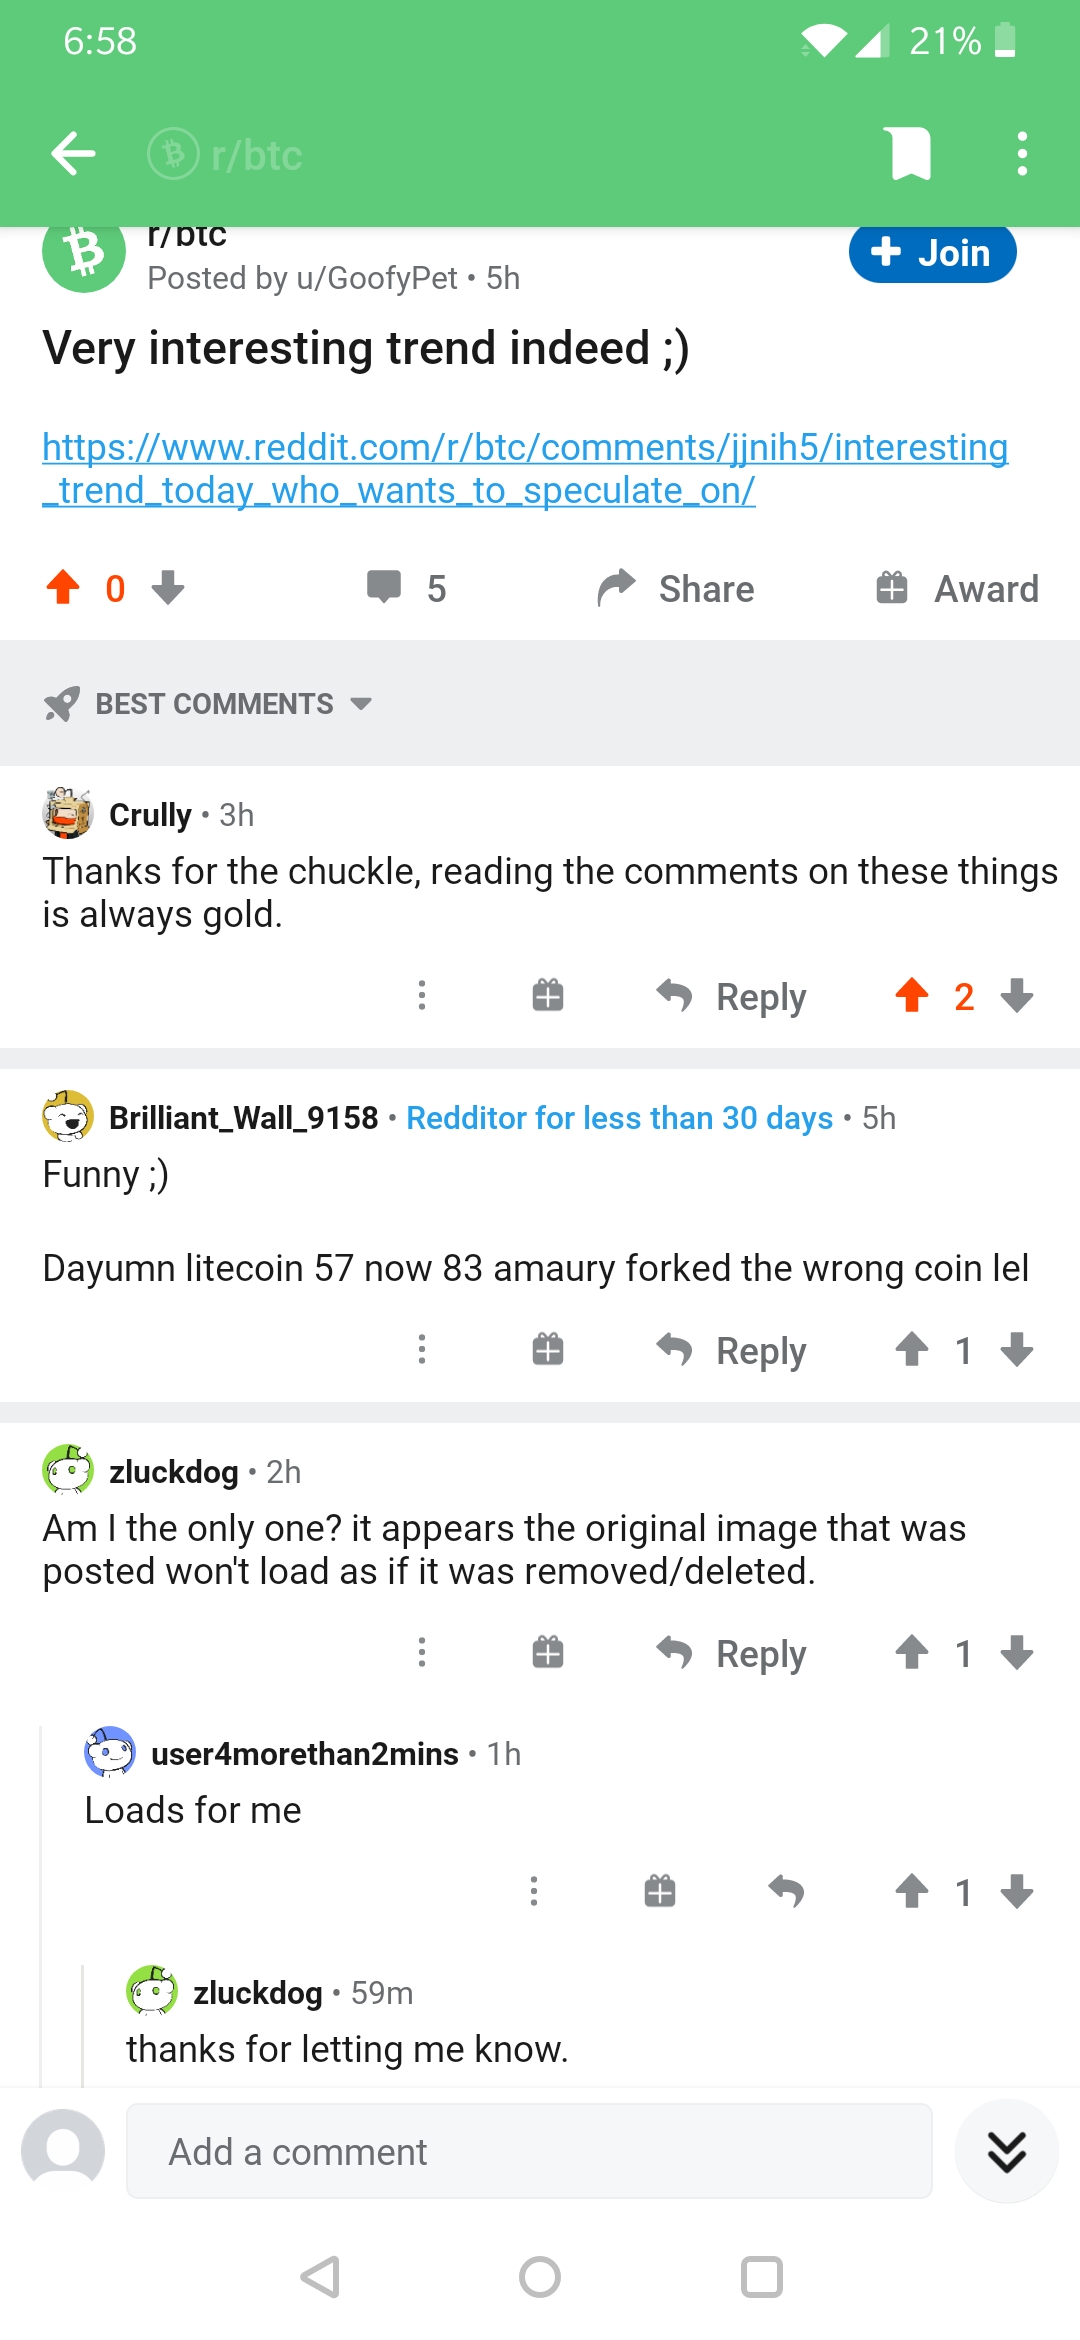 6:58
21%
r/btc
r/btc
Posted by u/GoofyPet • 5h
Join
Very interesting trend indeed ;)
https://www.reddit.com/r/btc/comments/jjnih5/interesting
_trend_today_who_wants_to_speculate_on/
0
5
Share
Award
BEST COMMENTS
Crully • 3h
Thanks for the chuckle, reading the comments on these things
is always gold.
Reply
2
Brilliant_Wall_9158 • Redditor for less than 30 days • 5h
Funny ;)
Dayumn litecoin 57 now 83 amaury forked the wrong coin lel
Reply
1
zluckdog • 2h
Am I the only one? it appears the original image that was
posted won't load as if it was removed/deleted.
Reply
1
user4morethan2mins • 1h
Loads for me
1
zluckdog • 59m
thanks for letting me know.
Add a comment